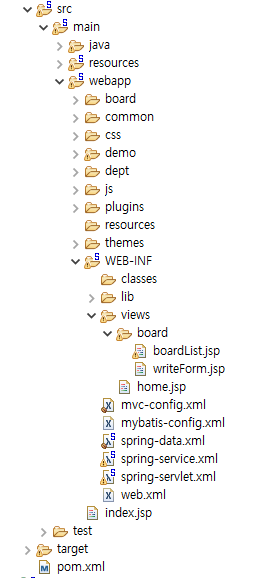 src
main
java
resources
webapp
board
common
css
demo
dept
js
plugins
resources
themes
WEB-INF
classes
lib
views
board
boardList.jsp
writeForm.jsp
home.jsp
mvc-config.xml
mybatis-config.xml
spring-data.xml
spring-service.xml
spring-servlet.xml
web.xml
index.jsp
test
target
pom.xml